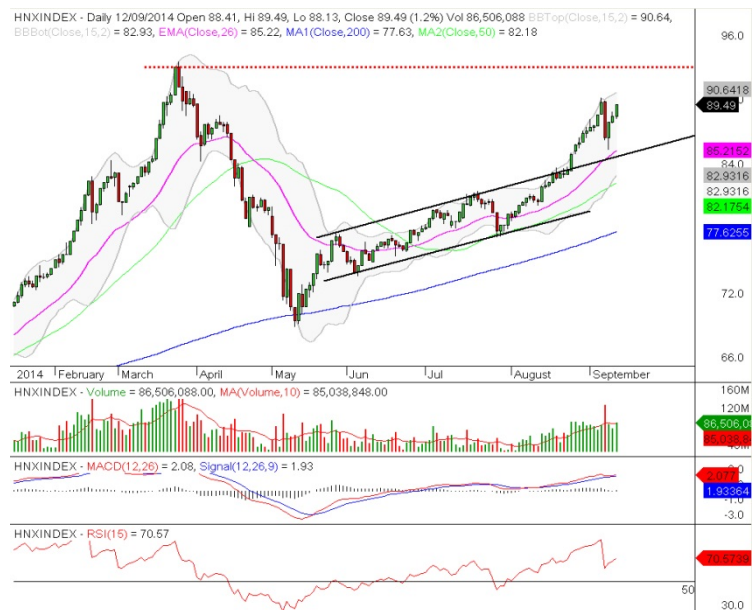 HNXINDEX - Daily 12/09/2014 Open 88.41, Hi 89.49, Lo 88.13, Close 89.49 (1.2%) Vol 86,506,088 BBTop(Close,15,2) = 90.64,
BBBot(Close,15,2) = 82.93, EMA(Close,26) = 85.22, MA1(Close,200) = 77.63, MA2(Close,50) = 82.18
96.0
90.6418
89.49
85.2152
84.0
82.9316
82.9316
82.1754
77.6255
72.0
66.0
2014 February March April May Jun Jul August September
HNXINDEX - Volume = 86,506,088.00, MA(Volume,10) = 85,038,848.00
160M
120M
86,506,0
85,038,8
HNXINDEX - MACD(12,26) = 2.08, Signal(12,26,9) = 1.93
2.077
1.93364
-1.0
-3.0
HNXINDEX - RSI(15) = 70.57
70.5739
50
30.0